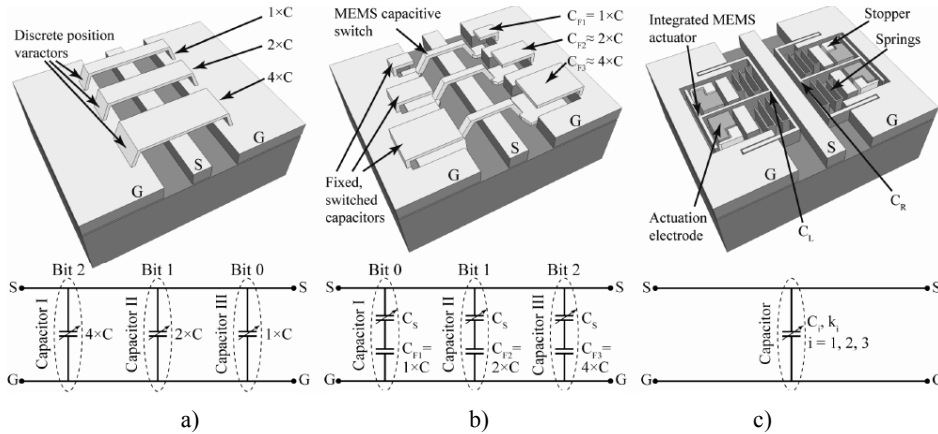 1×C
2×C
4×C
Discrete position
varactors
G
S
G
MEMS capacitive
switch
C_F1 = 1×C
C_F2 ≈ 2×C
C_F3 ≈ 4×C
Fixed,
switched
capacitors
G
S
G
Integrated MEMS
actuator
Stopper
Springs
G
S
G
Actuation
electrode
C_L
C_R
Bit 2
Bit 1
Bit 0
S
S
Capacitor I
4×C
Capacitor II
2×C
Capacitor III
1×C
G
G
Bit 0
Bit 1
Bit 2
S
S
Capacitor I
C_S
C_F1=
1×C
Capacitor II
C_S
C_F2=
2×C
Capacitor III
C_S
C_F3=
4×C
G
G
S
S
Capacitor
C_i, k_i
i = 1, 2, 3
G
G
a)
b)
c)